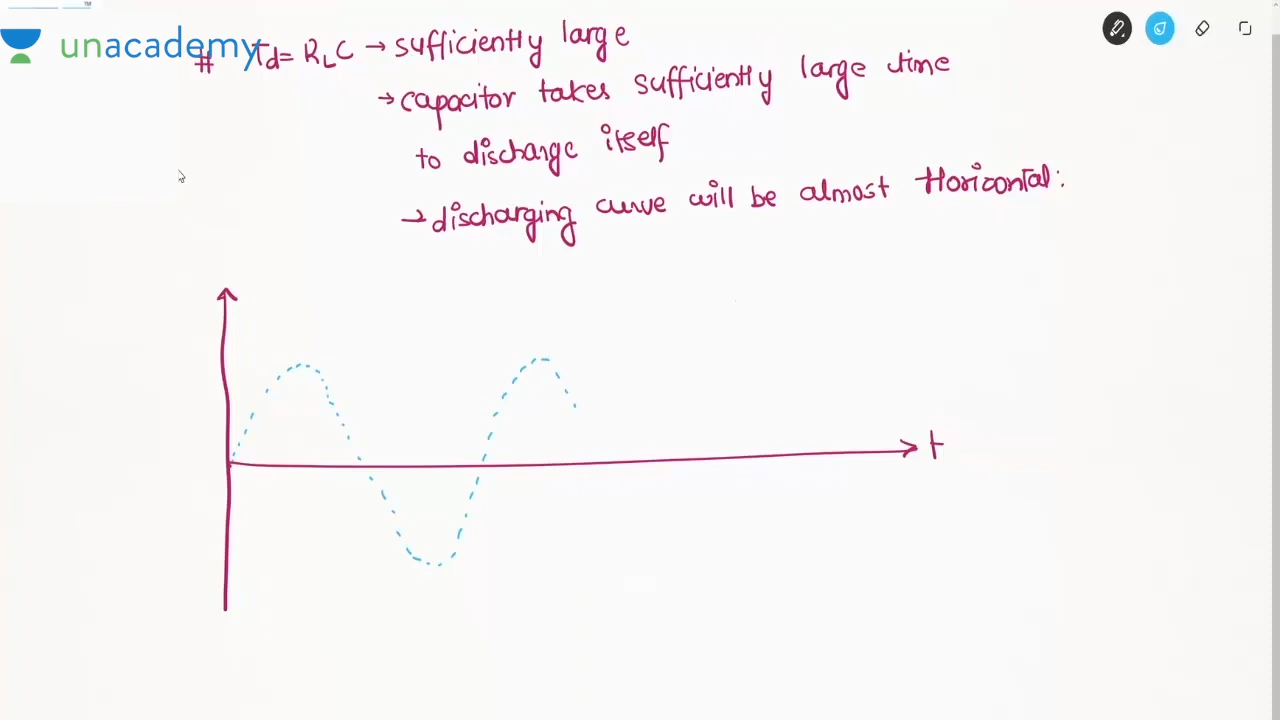 unacademy
# τd = RLC → sufficiently large
→ capacitor takes sufficiently large time
to discharge itself
→ discharging curve will be almost Horizontal:
t